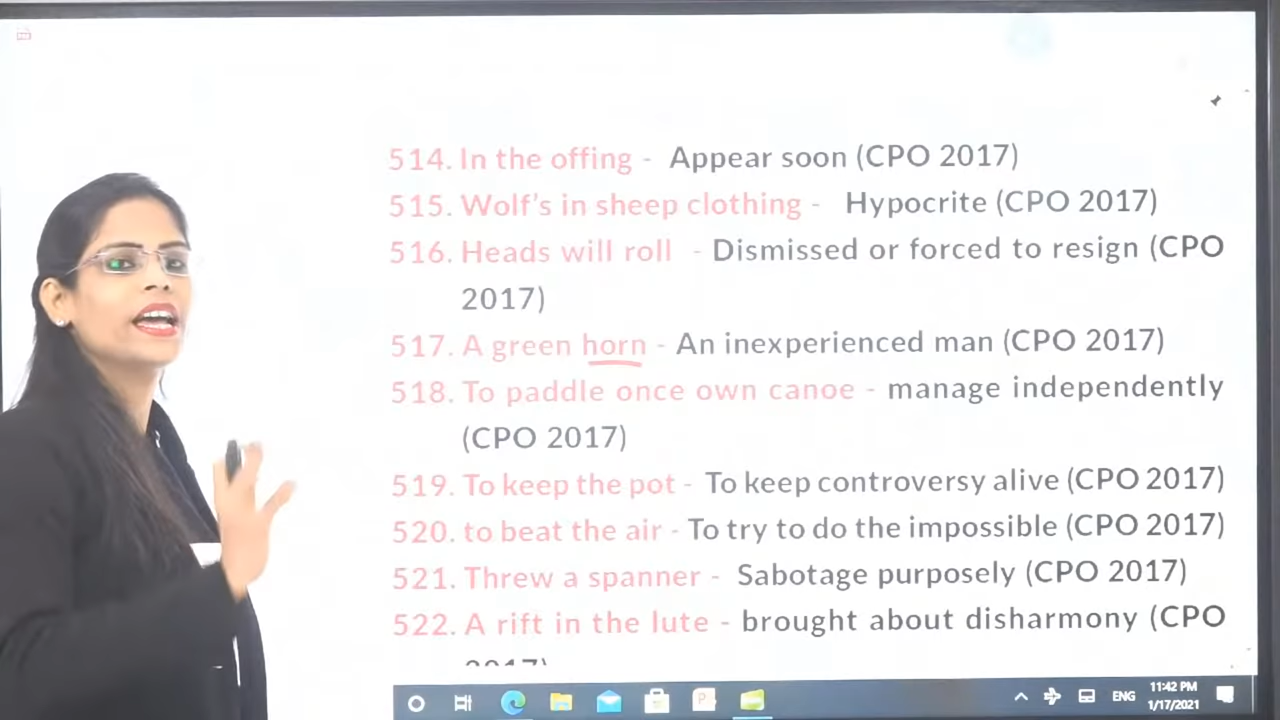 514. In the offing - Appear soon (CPO 2017)
515. Wolf's in sheep clothing - Hypocrite (CPO 2017)
516. Heads will roll - Dismissed or forced to resign (CPO
2017)
517. A green horn - An inexperienced man (CPO 2017)
518. To paddle once own canoe - manage independently
(CPO 2017)
519. To keep the pot - To keep controversy alive (CPO 2017)
520. to beat the air - To try to do the impossible (CPO 2017)
521. Threw a spanner - Sabotage purposely (CPO 2017)
522. A rift in the lute - brought about disharmony (CPO
2017)
ENG
11:42 PM
1/17/2021